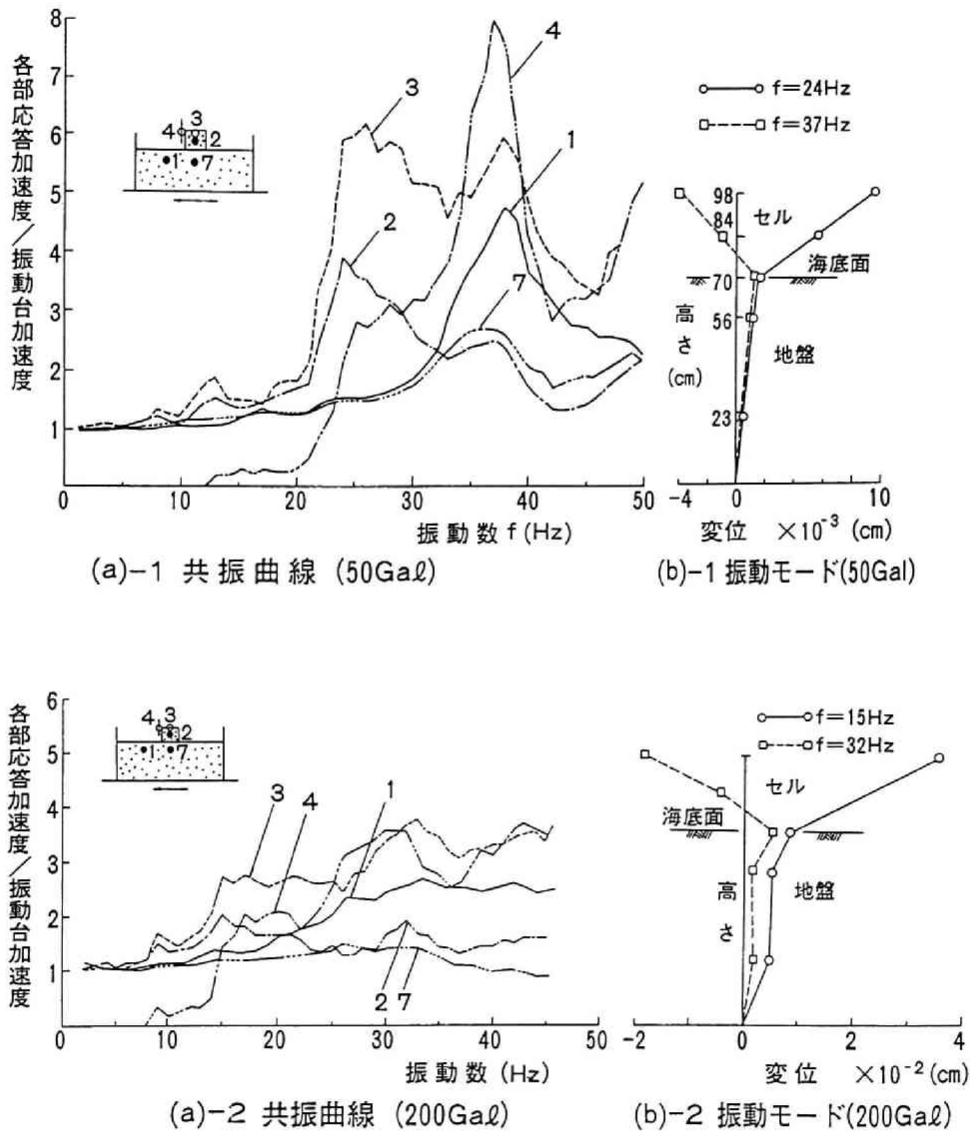 各部応答加速度／振動台加速度
8
7
6
5
4
3
2
1
0 10 20 30 40 50
振動数 f (Hz)
3
4 2
1 7
3
4
2
1
7
(a)-1 共振曲線 (50Gaℓ)
f=24Hz
f=37Hz
98
84
70
56
23
セル
海底面
地盤
高さ
(cm)
-4 0 10
変位 ×10⁻³ (cm)
(b)-1 振動モード(50Gal)
各部応答加速度／振動台加速度
6
5
4
3
2
1
0 10 20 30 40 50
振動数 (Hz)
3
4 2
1 7
3
4
1
2 7
(a)-2 共振曲線 (200Gaℓ)
f=15Hz
f=32Hz
セル
海底面
高さ
地盤
-2 0 2 4
変位 ×10⁻² (cm)
(b)-2 振動モード(200Gaℓ)